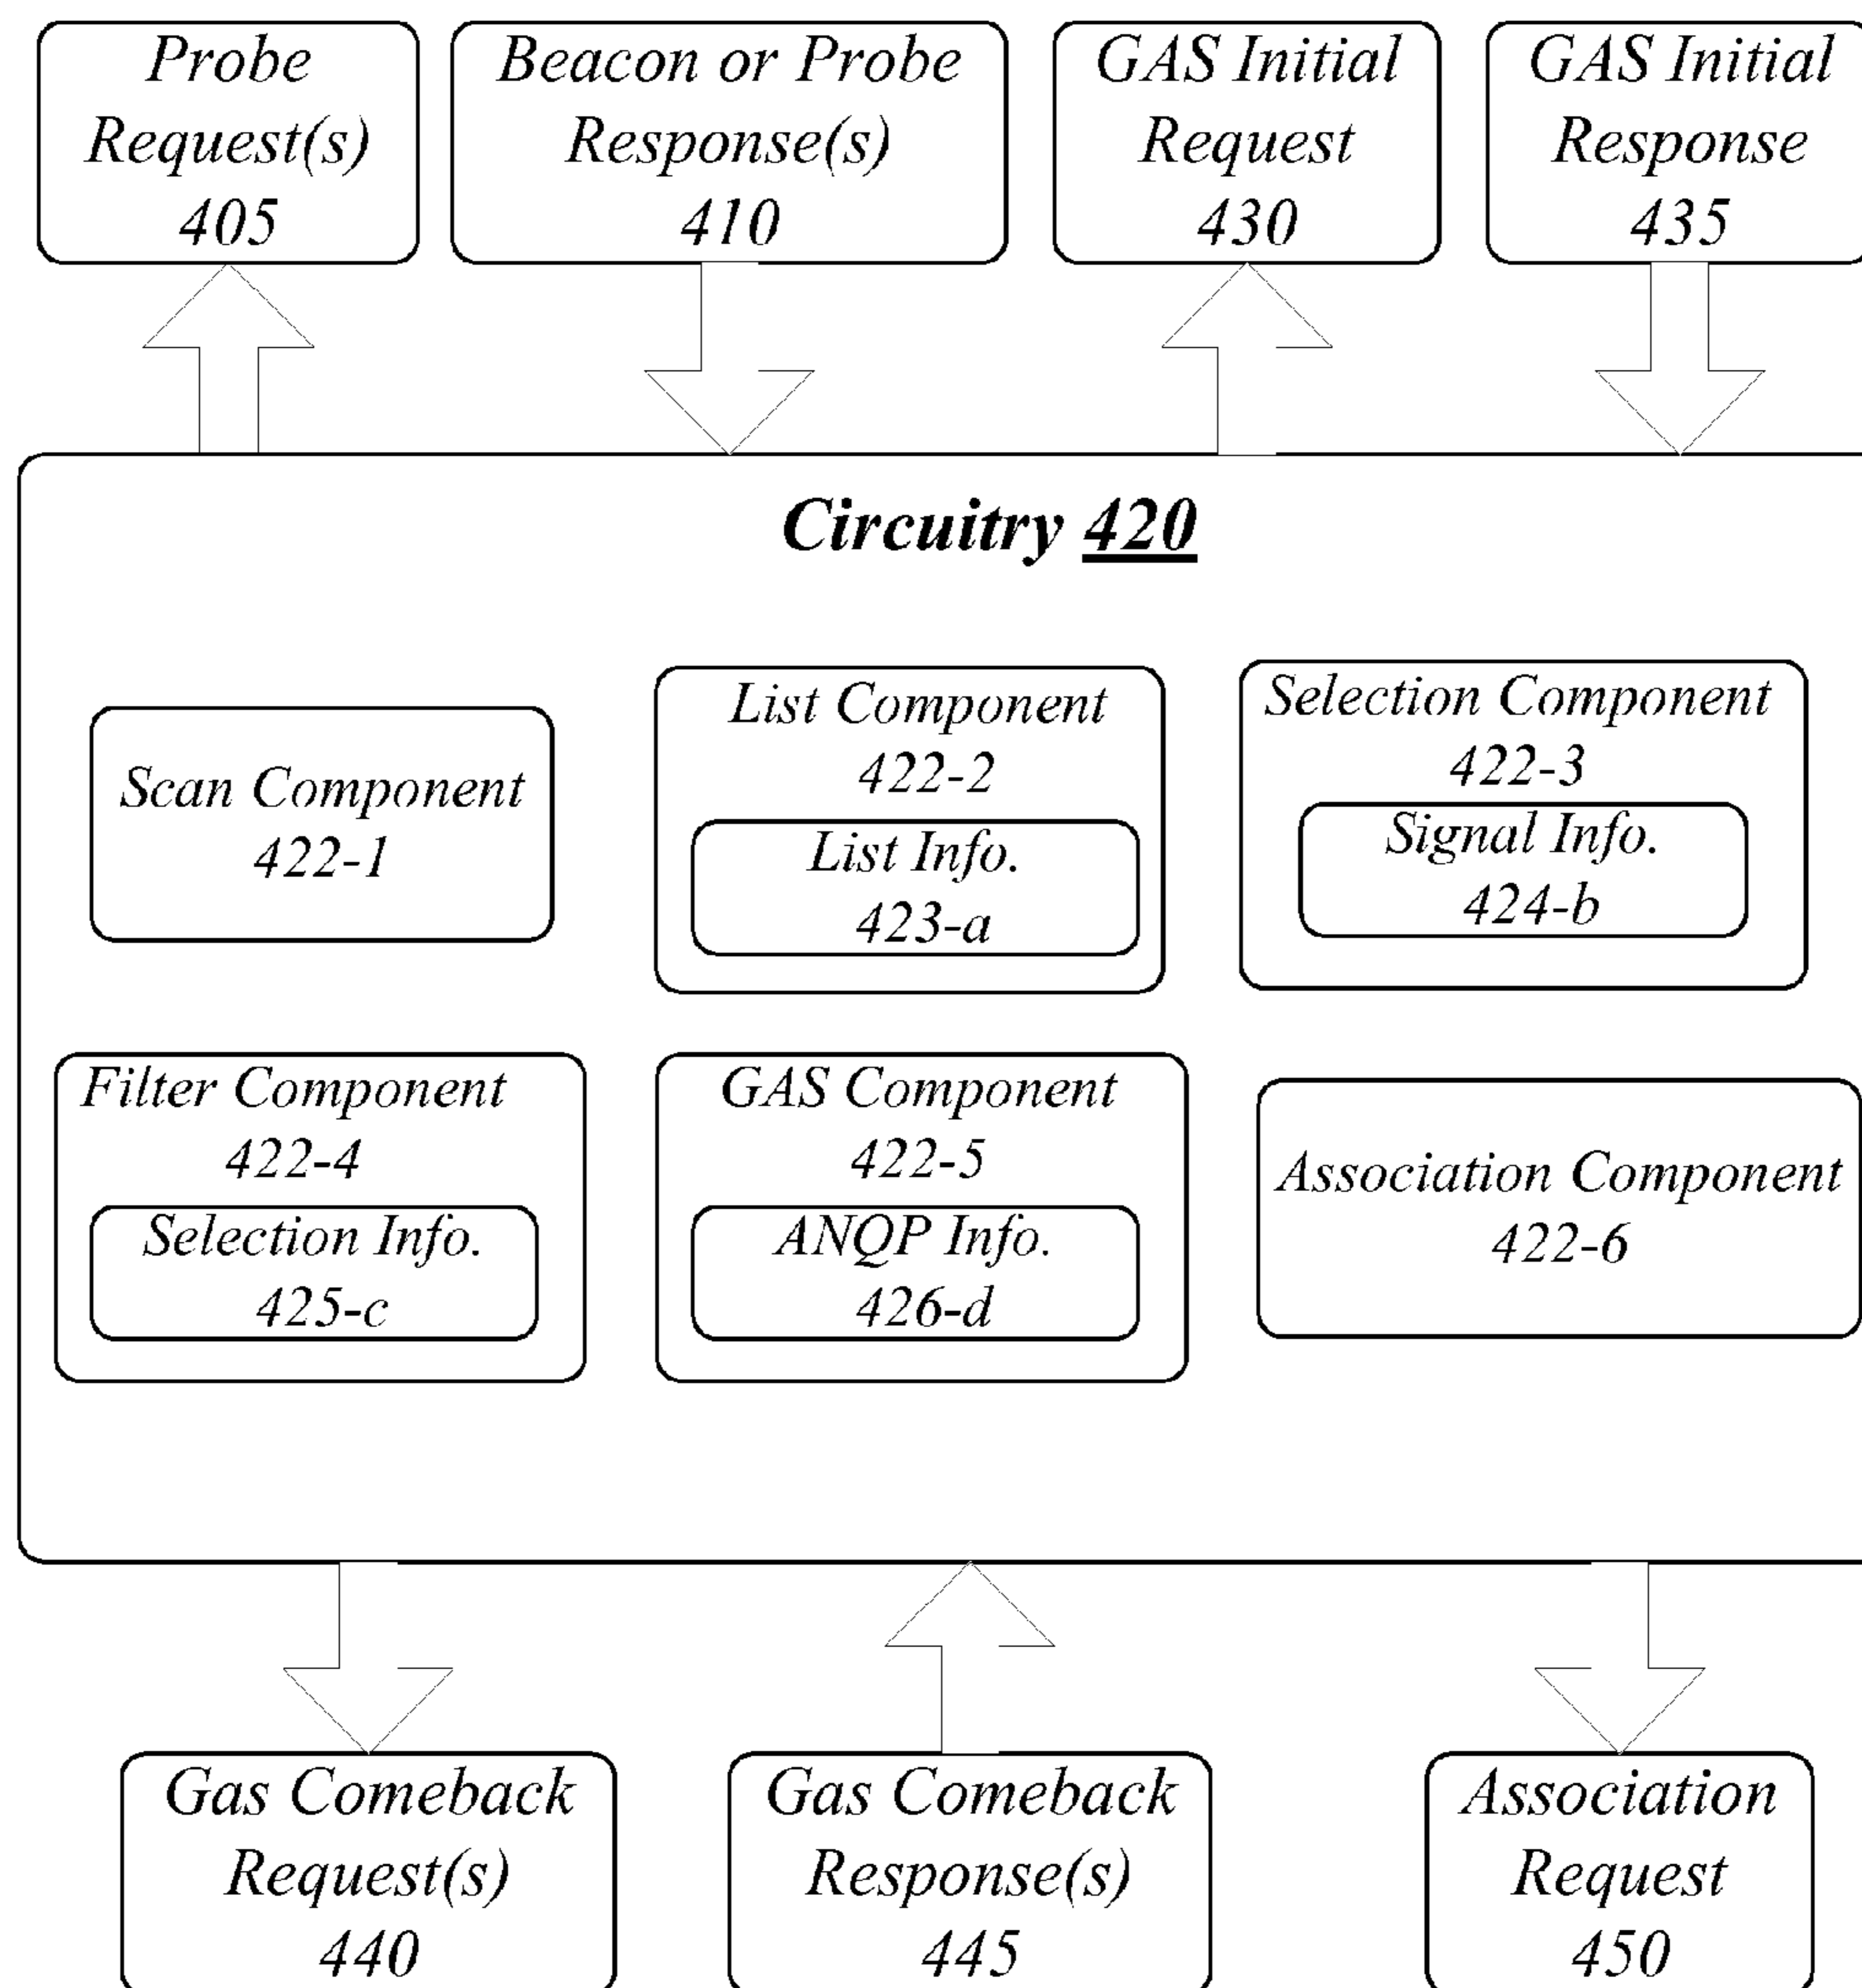 Probe
Request(s)
405
Beacon or Probe
Response(s)
410
GAS Initial
Request
430
GAS Initial
Response
435
Circuitry 420
Scan Component
422-1
List Component
422-2
List Info.
423-a
Selection Component
422-3
Signal Info.
424-b
Filter Component
422-4
Selection Info.
425-c
GAS Component
422-5
ANQP Info.
426-d
Association Component
422-6
Gas Comeback
Request(s)
440
Gas Comeback
Response(s)
445
Association
Request
450